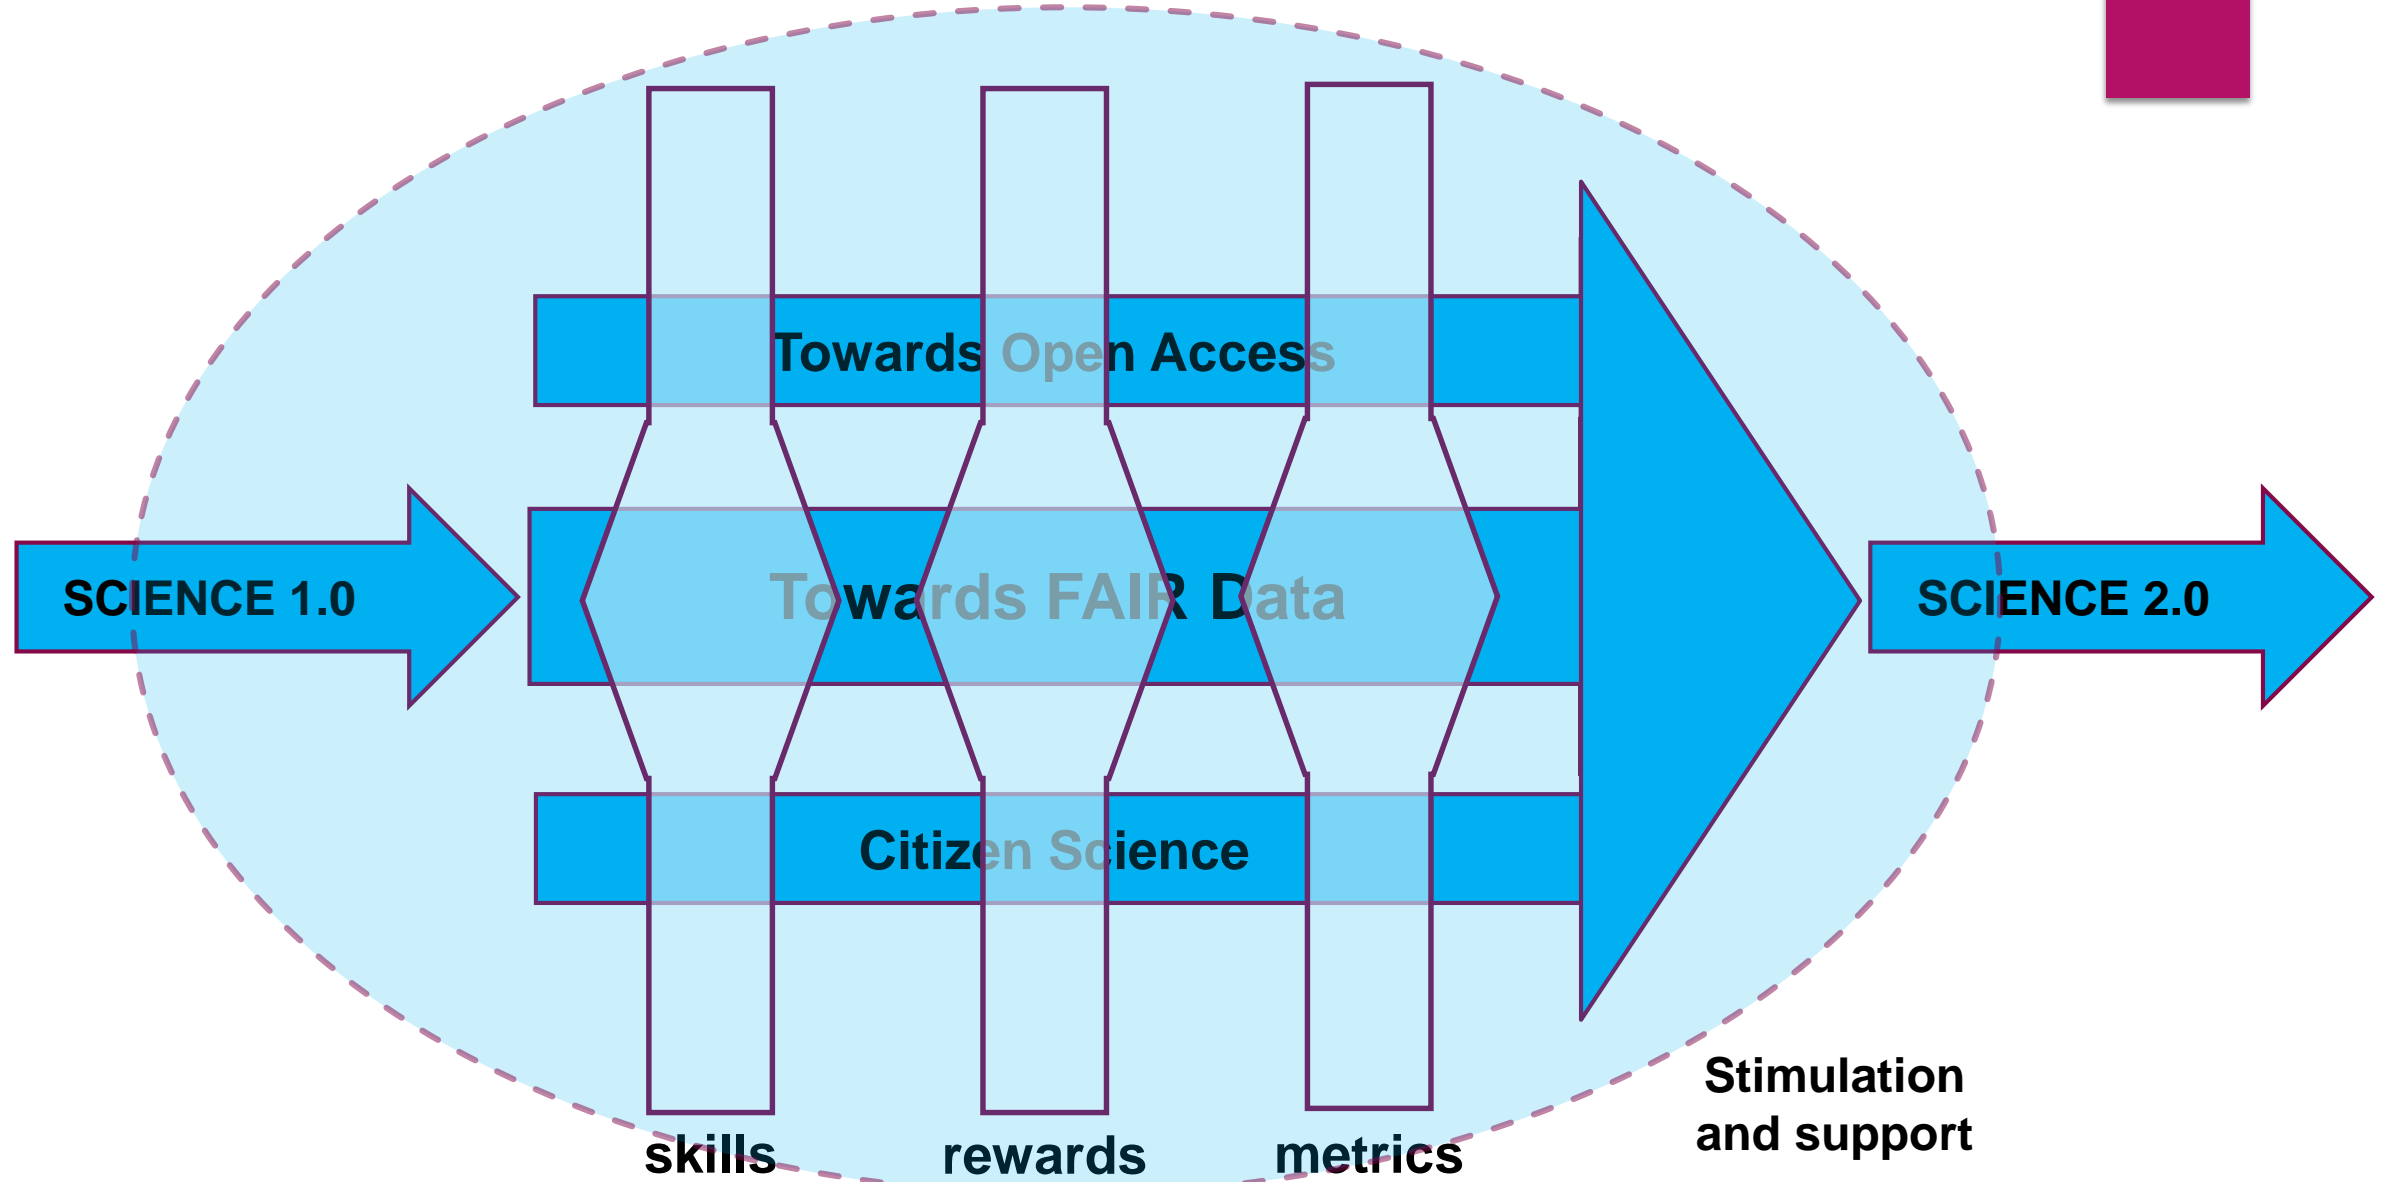 Towards Open Access
SCIENCE 1.0
Towards FAIR Data
SCIENCE 2.0
Citizen Science
Stimulation
and support
skills
rewards
metrics